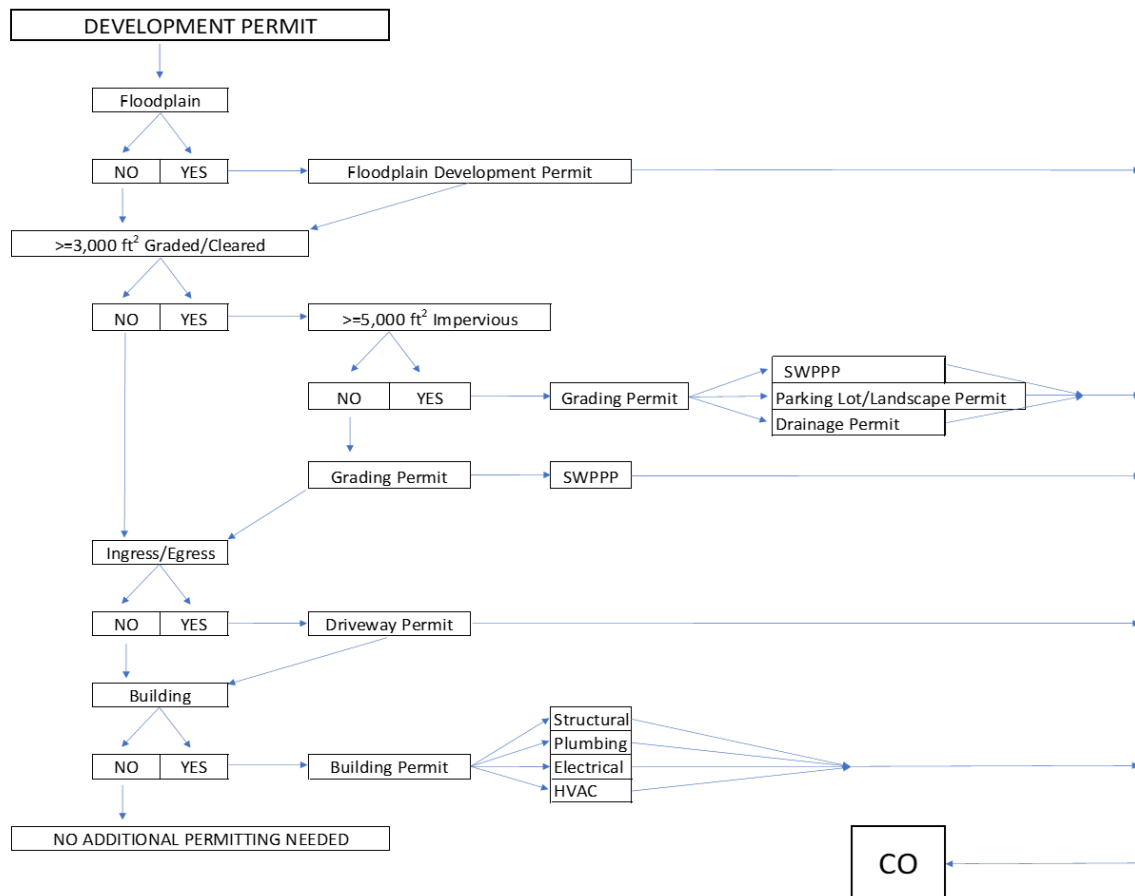 DEVELOPMENT PERMIT
Floodplain
NO YES Floodplain Development Permit
>=3,000 ft² Graded/Cleared
NO YES >=5,000 ft² Impervious
SWPPP
NO YES Grading Permit Parking Lot/Landscape Permit
Drainage Permit
Grading Permit SWPPP
Ingress/Egress
NO YES Driveway Permit
Building
Structural
Plumbing
NO YES Building Permit Electrical
HVAC
NO ADDITIONAL PERMITTING NEEDED
CO